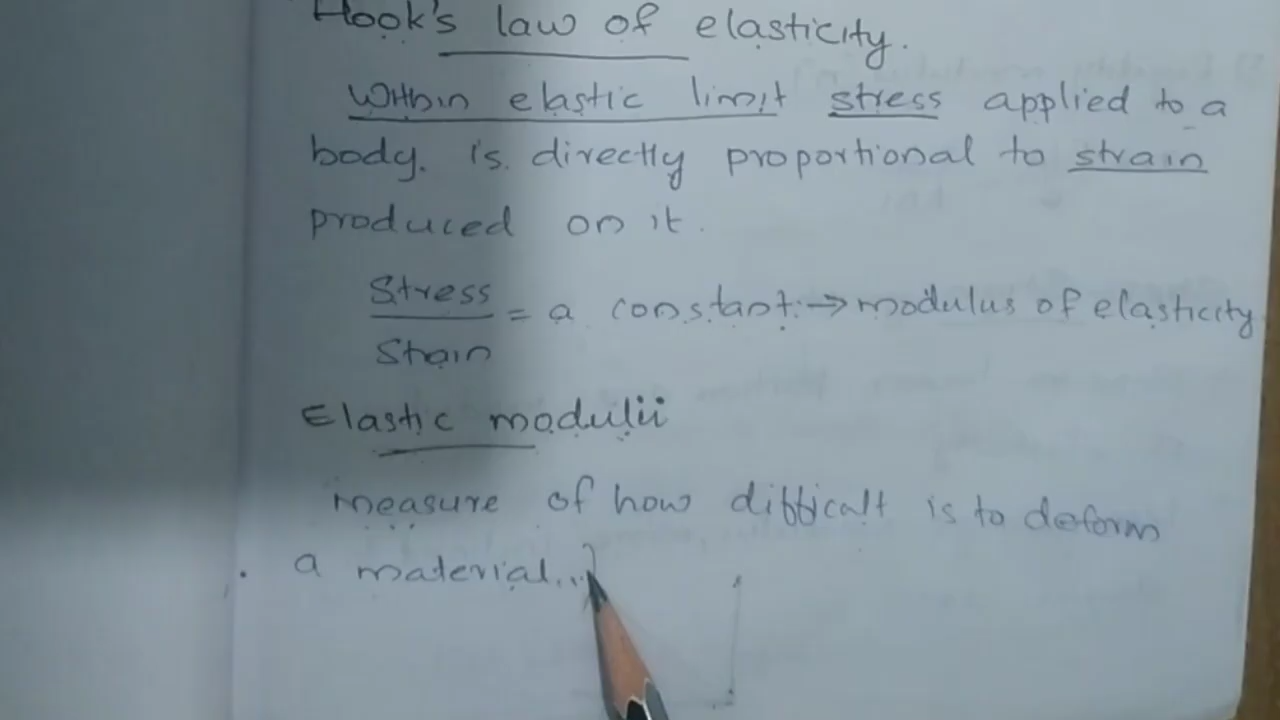 Hook's law of elasticity.
Within elastic limit stress applied to a
body. is directly proportional to strain
produced on it.
Stress
Strain
= a constant → modulus of elasticity
Elastic modulii
measure of how difficalt is to deform
a material...